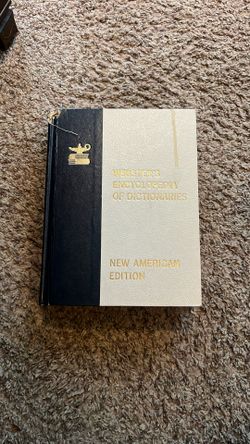 WEBSTER'S
ENCYCLOPEDIA
OF DICTIONARIES
NEW AMERICAN
EDITION